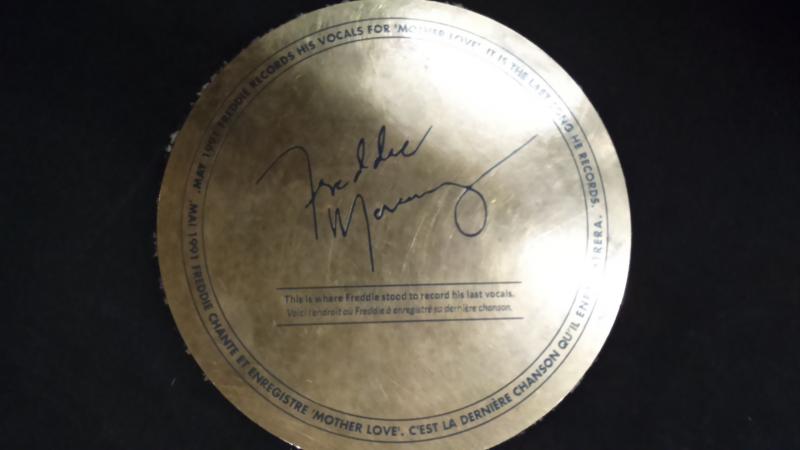 .MAY 1991 FREDDIE RECORDS HIS VOCALS FOR 'MOTHER LOVE'. IT IS THE LAST SONG HE RECORDS.
Freddie
Mercury
This is where Freddie stood to record his last vocals.
Voici l'endroit où Freddie à enregistré sa dernière chanson.
.MAI 1991 FREDDIE CHANTE ET ENREGISTRE 'MOTHER LOVE'. C'EST LA DERNIÈRE CHANSON QU'IL